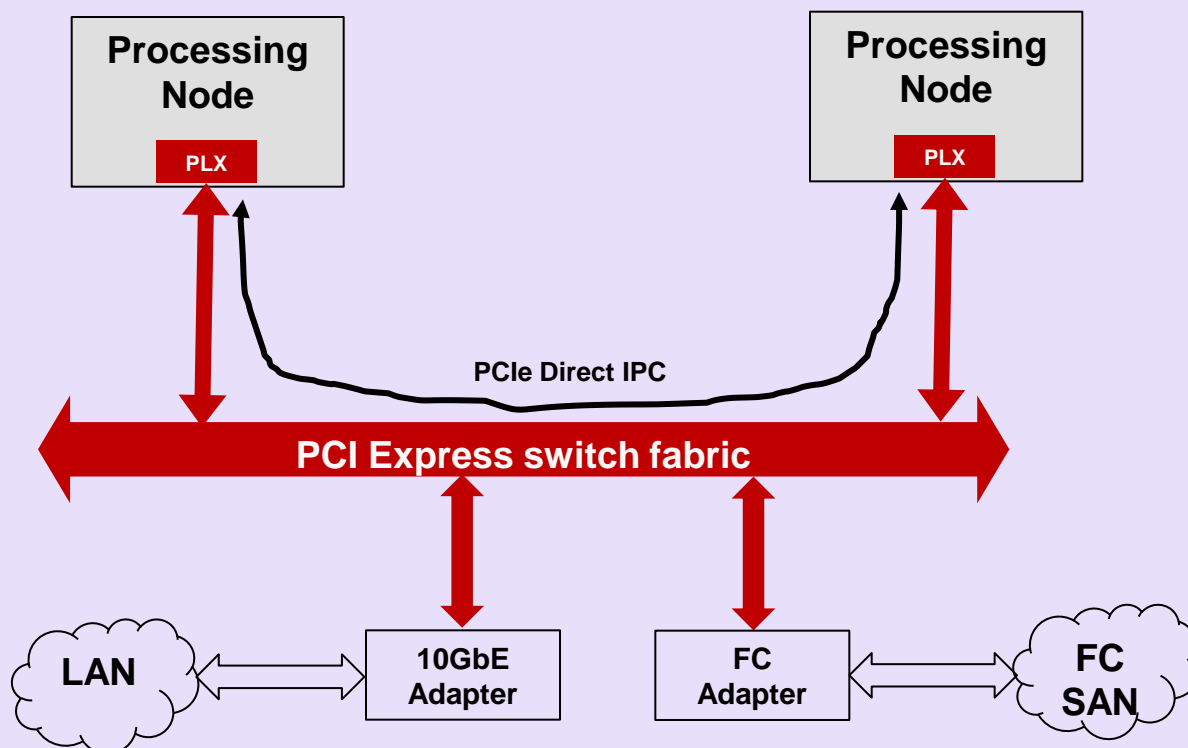 Processing
Node
PLX
Processing
Node
PLX
PCIe Direct IPC
PCI Express switch fabric
LAN
10GbE
Adapter
FC
Adapter
FC
SAN